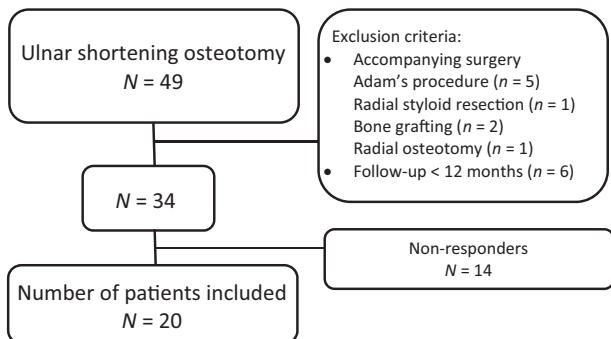 Ulnar shortening osteotomy
N = 49
Exclusion criteria:
• Accompanying surgery
Adam's procedure (n = 5)
Radial styloid resection (n = 1)
Bone grafting (n = 2)
Radial osteotomy (n = 1)
• Follow-up < 12 months (n = 6)
N = 34
Non-responders
N = 14
Number of patients included
N = 20